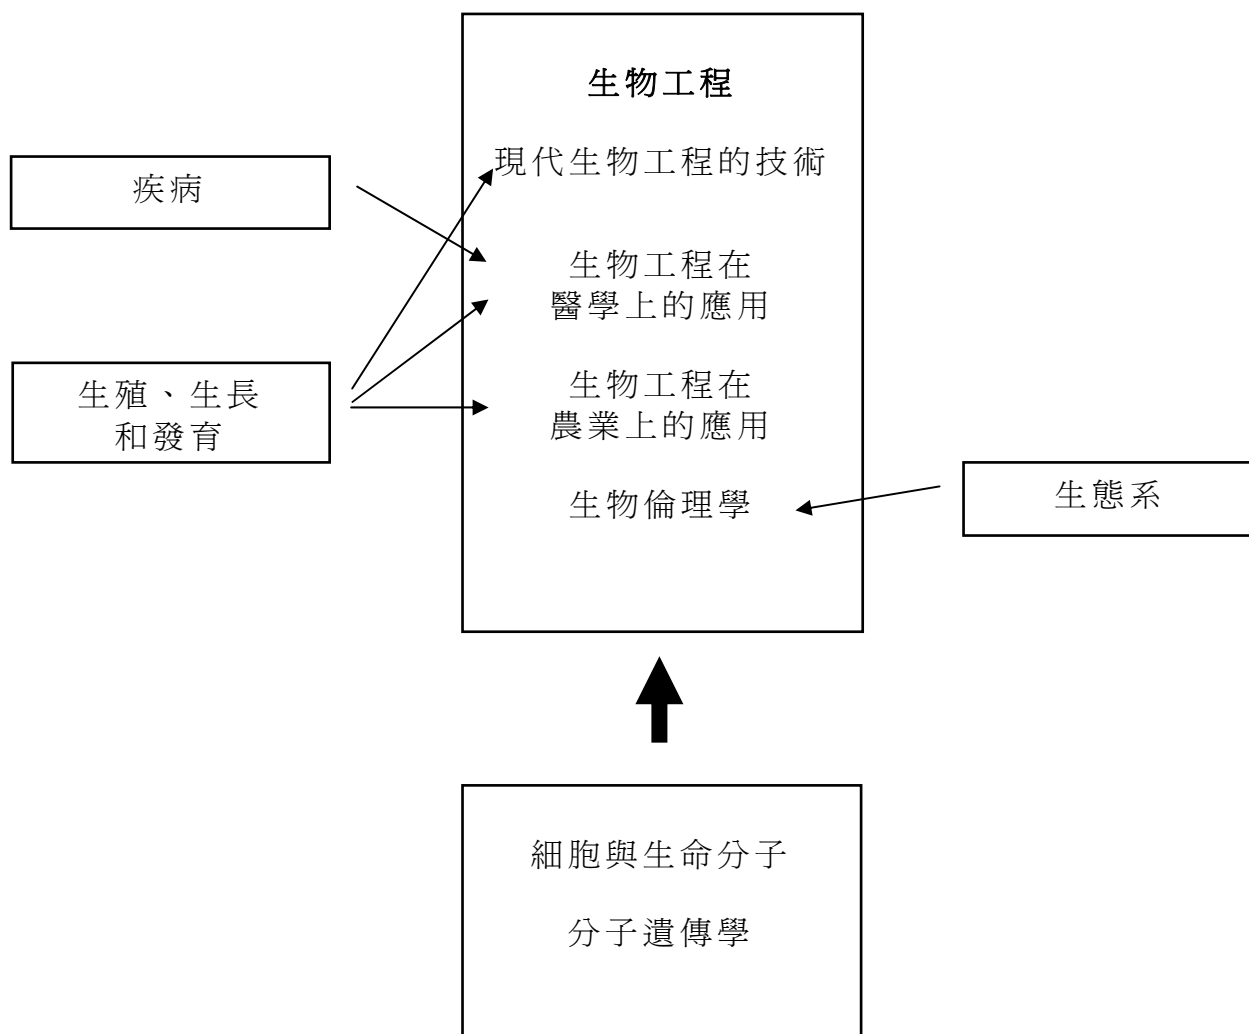 生物工程
現代生物工程的技術
疾病
生物工程在
醫學上的應用
生殖、生長
和發育
生物工程在
農業上的應用
生物倫理學
生態系
細胞與生命分子
分子遺傳學